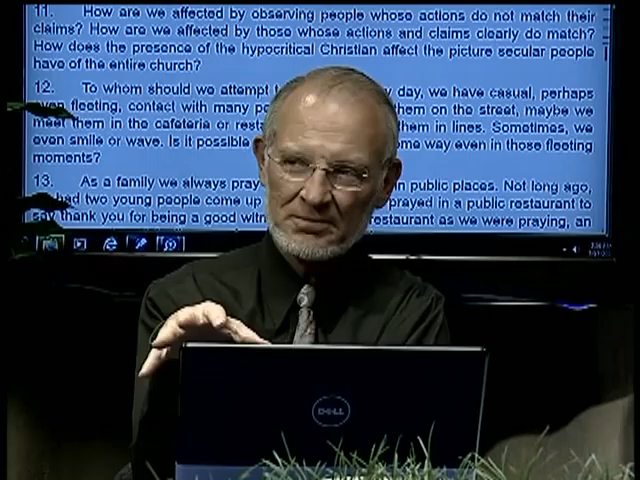 11. How are we affected by observing people whose actions do not match their
claims? How are we affected by those whose actions and claims clearly do match?
How does the presence of the hypocritical Christian affect the picture secular people
have of the entire church?
12. To whom should we attempt y day, we have casual, perhaps
even fleeting, contact with many them on the street, maybe we
meet them in the cafeteria or hem in lines. Sometimes, we
even smile or wave. Is it possible me way even in those fleeting
moments?
13. As a family we always pray in public places. Not long ago,
had two young people come up prayed in a public restaurant to
say thank you for being a good restaurant as we were praying, an
DELL